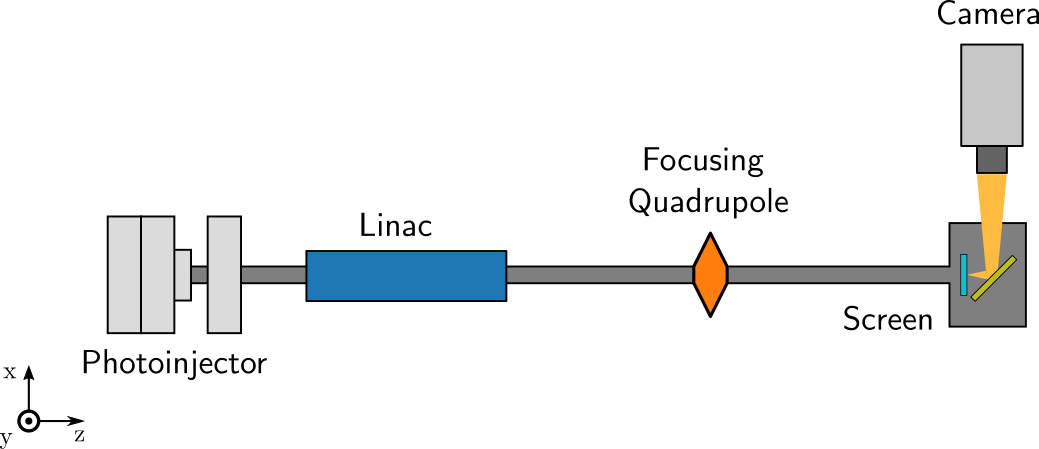 Camera
Focusing
Quadrupole
Linac
Screen
Photoinjector
x
y
z